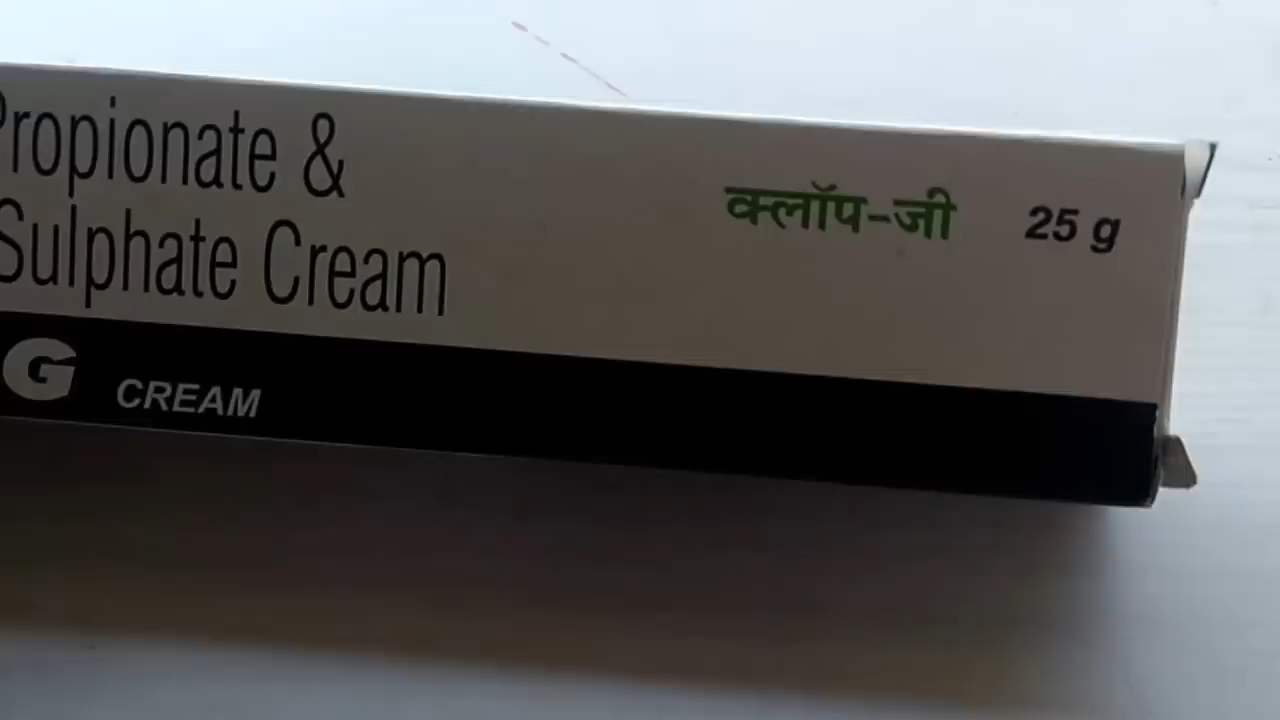 Propionate &
Sulphate Cream
क्लॉप-जी 25 g
G CREAM